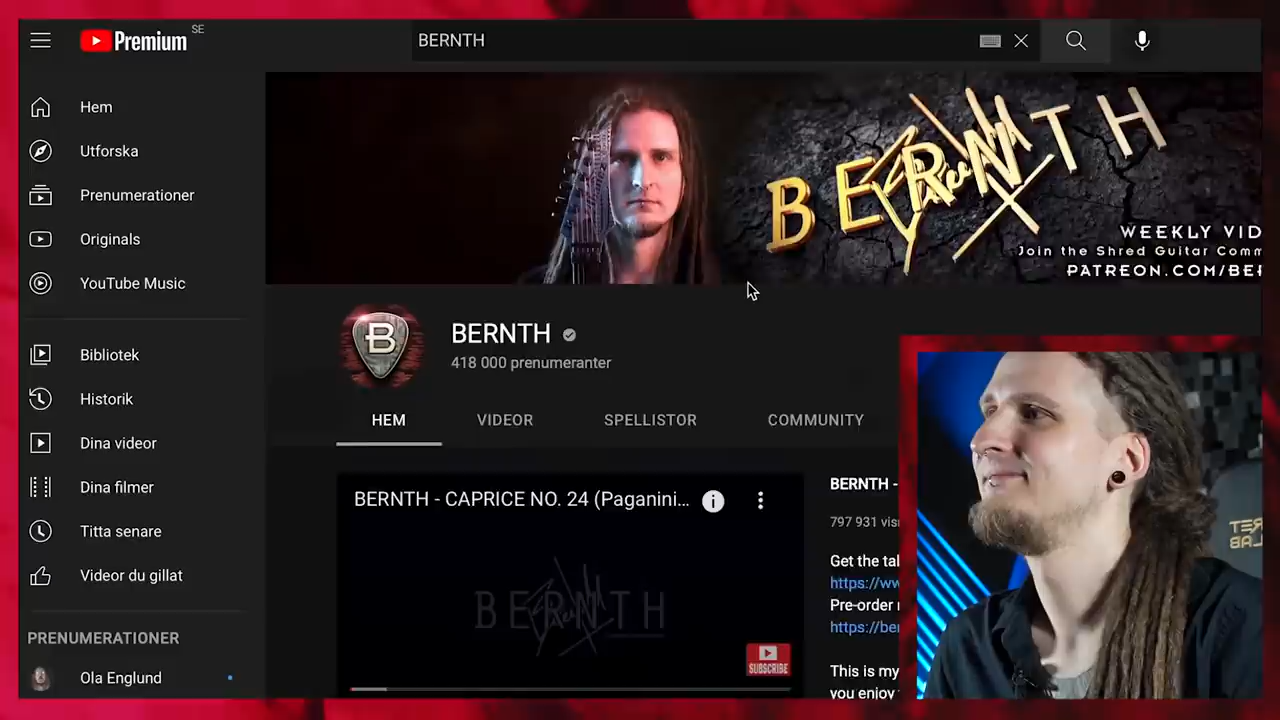 Premium SE
BERNTH
Hem
Utforska
Prenumerationer
Originals
YouTube Music
Bibliotek
Historik
Dina videor
Dina filmer
Titta senare
Videor du gillat
PRENUMERATIONER
Ola Englund
BERNTH
WEEKLY VID
Join the Shred Guitar Comm
PATREON.COM/BER
B
BERNTH
418 000 prenumeranter
HEM
VIDEOR
SPELLISTOR
COMMUNITY
BERNTH - CAPRICE NO. 24 (Paganini...
BERNTH
SUBSCRIBE
BERNTH -
797 931 vis
Get the tal
https://ww
Pre-order
https://ber
This is my
you enjoy